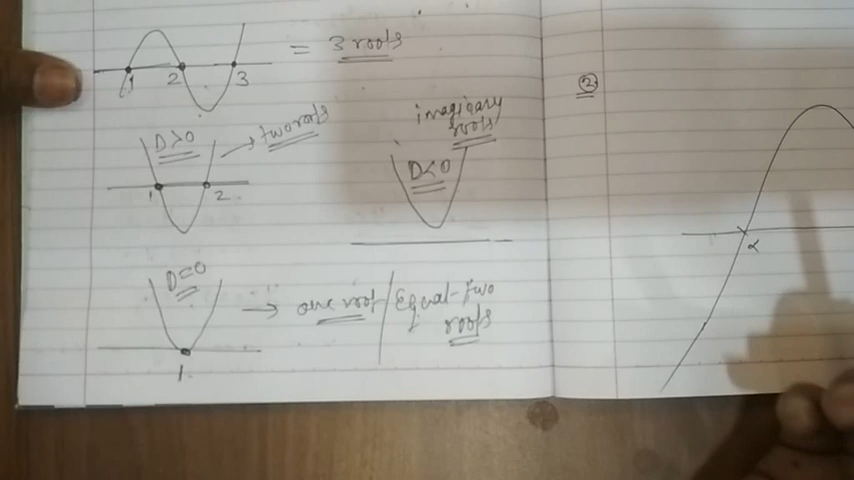 1 2 3 = 3 roots
D>0 → two roots
1 2
imaginary
roots
D<0
D=0
→ one root / Equal-two
roots
1
②
α